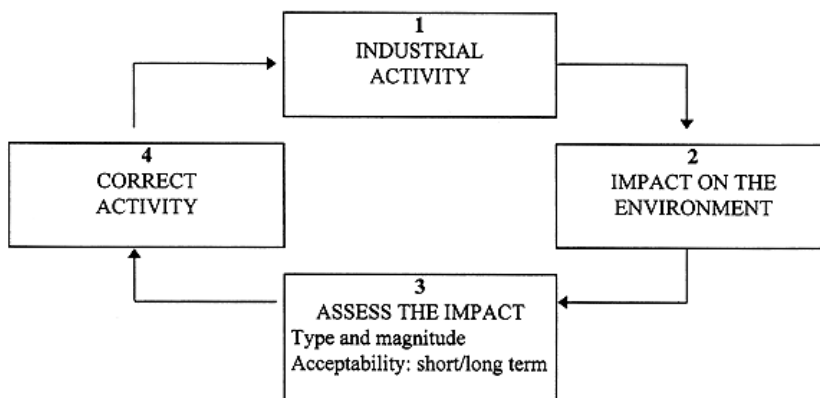 1
INDUSTRIAL
ACTIVITY
2
IMPACT ON THE
ENVIRONMENT
3
ASSESS THE IMPACT
Type and magnitude
Acceptability: short/long term
4
CORRECT
ACTIVITY